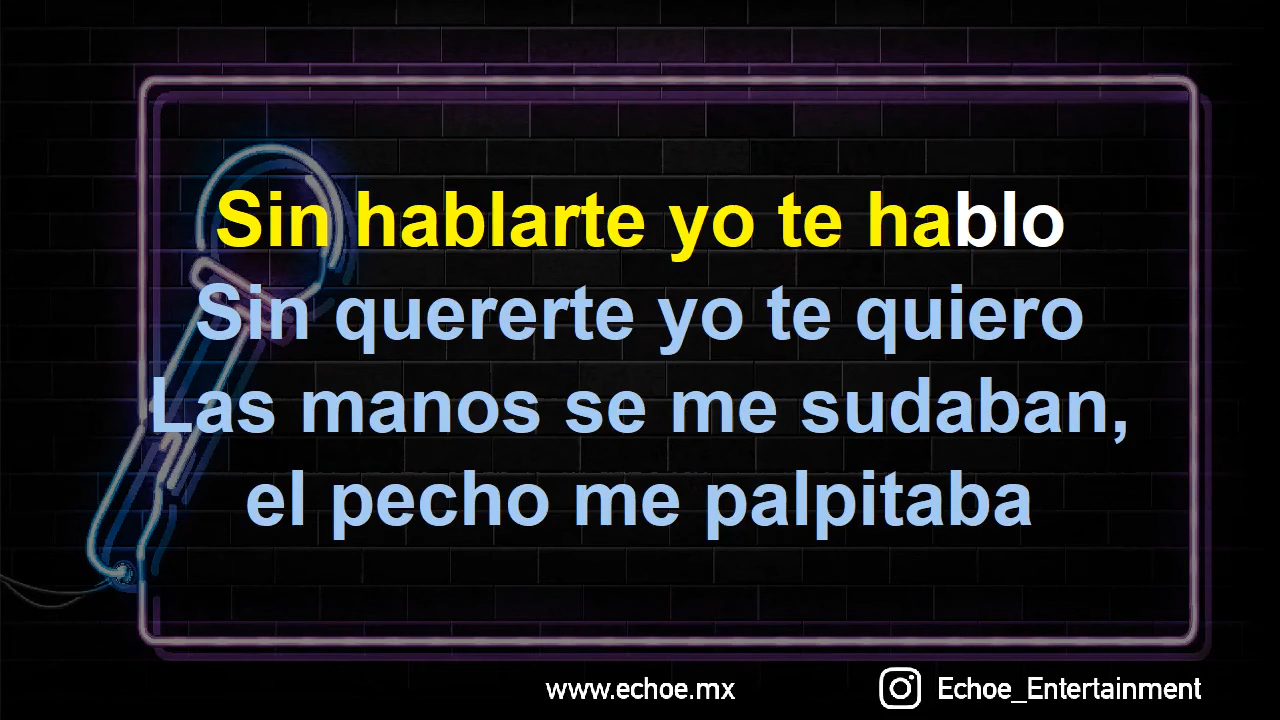 Sin hablarte yo te hablo
Sin quererte yo te quiero
Las manos se me sudaban,
el pecho me palpitaba
www.echoe.mx
Echoe_Entertainment